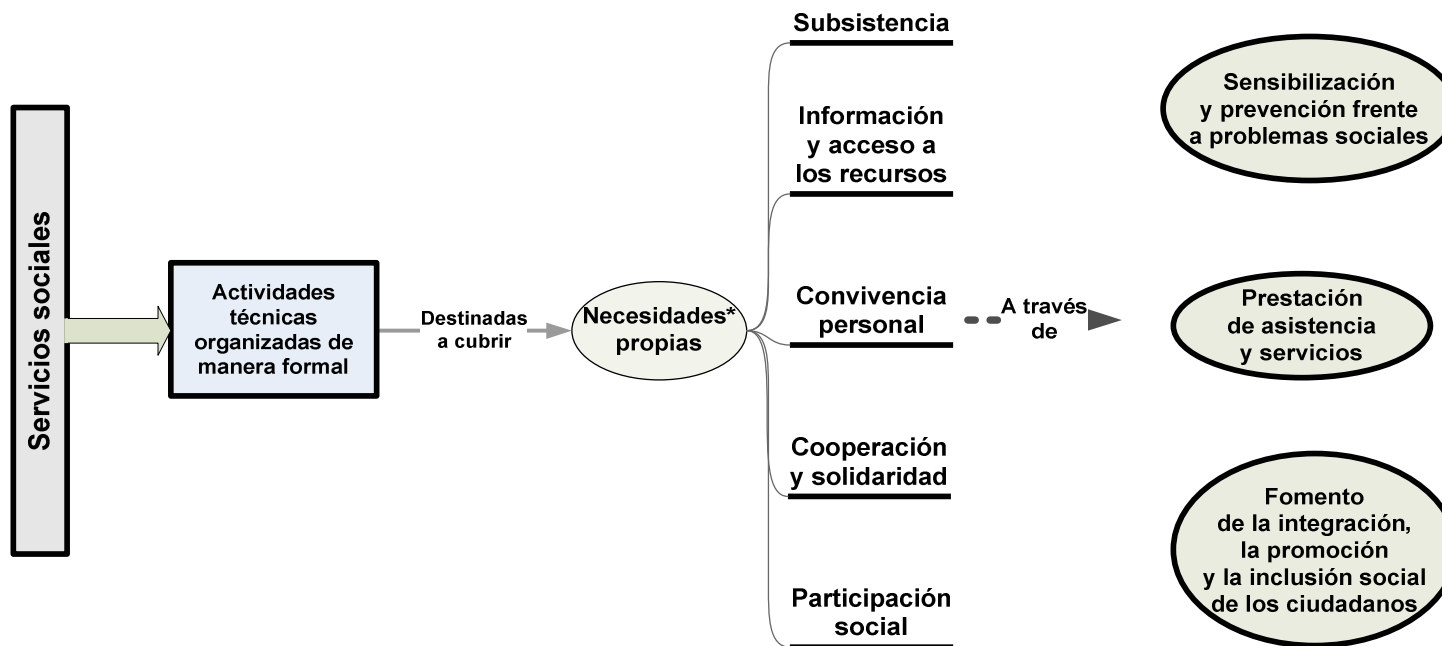 Servicios sociales
Actividades
técnicas
organizadas de
manera formal
Destinadas
a cubrir
Necesidades*
propias
Subsistencia
Información
y acceso a
los recursos
Convivencia
personal
Cooperación
y solidaridad
Participación
social
A través
de
Sensibilización
y prevención frente
a problemas sociales
Prestación
de asistencia
y servicios
Fomento
de la integración,
la promoción
y la inclusión social
de los ciudadanos